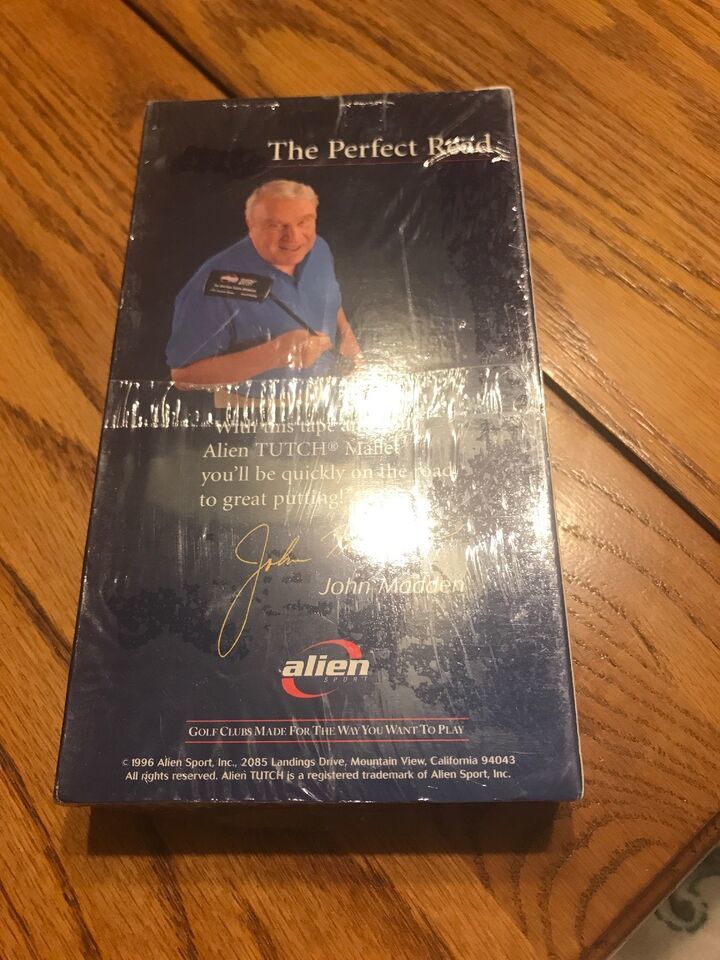 The Perfect Read
"With this tape
Alien TUTCH® Mallet
you'll be quickly on the road
to great putting!
John
John Madden
alien
SPORT
GOLF CLUBS MADE FOR THE WAY YOU WANT TO PLAY
© 1996 Alien Sport, Inc., 2085 Landings Drive, Mountain View, California 94043
All rights reserved. Alien TUTCH is a registered trademark of Alien Sport, Inc.